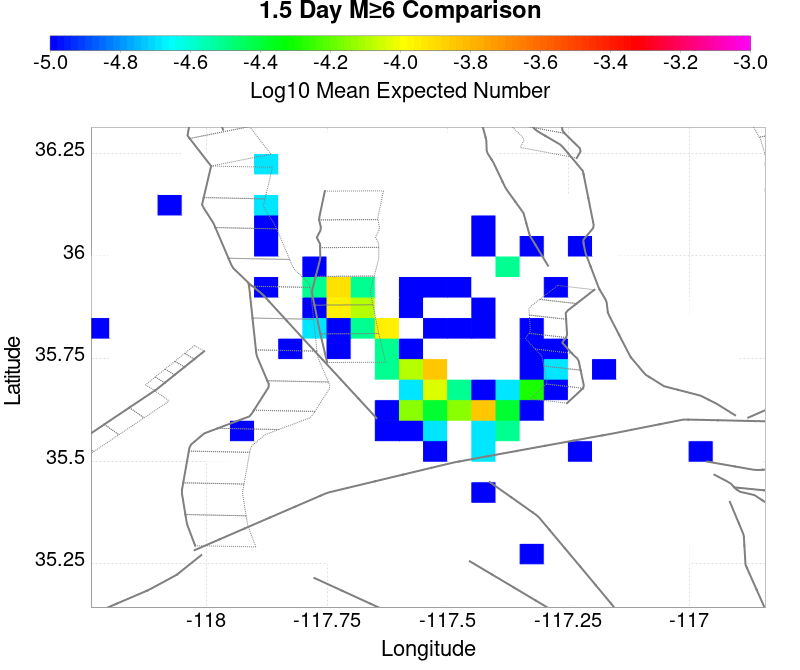 1.5 Day M≥6 Comparison
-5.0 -4.8 -4.6 -4.4 -4.2 -4.0 -3.8 -3.6 -3.4 -3.2 -3.0
Log10 Mean Expected Number
36.25
36
35.75
35.5
35.25
Latitude
-118 -117.75 -117.5 -117.25 -117
Longitude